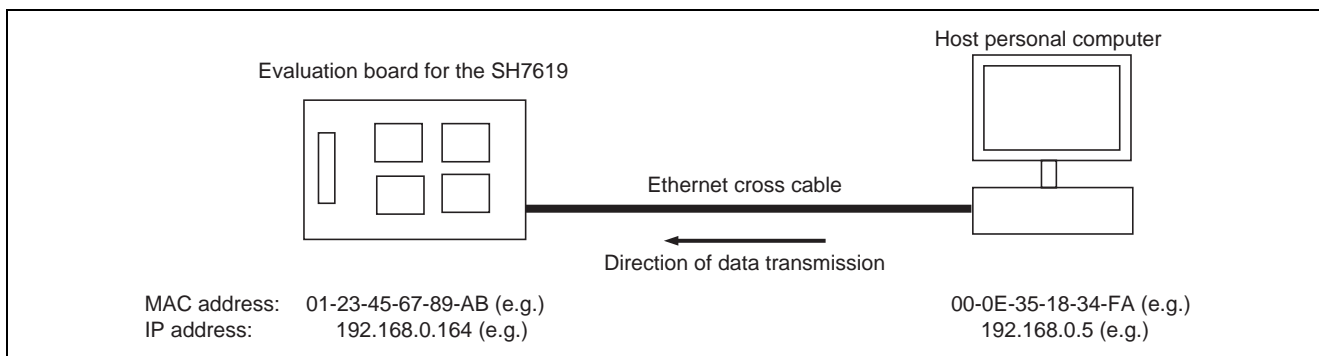 Host personal computer
Evaluation board for the SH7619
Ethernet cross cable
Direction of data transmission
MAC address: 01-23-45-67-89-AB (e.g.) 00-0E-35-18-34-FA (e.g.)
IP address: 192.168.0.164 (e.g.) 192.168.0.5 (e.g.)